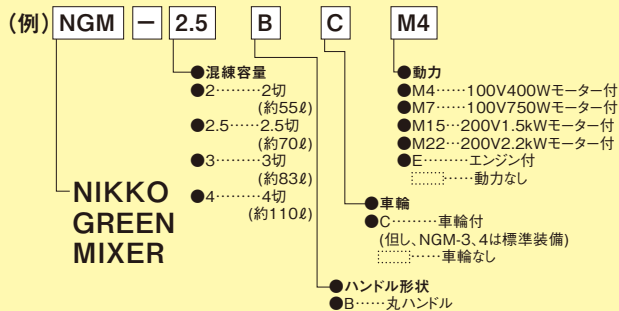 (例) NGM － 2.5 B C M4
●混練容量
●2………2切
(約55ℓ)
●2.5……2.5切
(約70ℓ)
●3………3切
(約83ℓ)
●4………4切
(約110ℓ)
NIKKO
GREEN
MIXER
●動力
●M4……100V400Wモーター付
●M7……100V750Wモーター付
●M15…200V1.5kWモーター付
●M22…200V2.2kWモーター付
●E………エンジン付
……動力なし
●車輪
●C………車輪付
(但し、NGM-3、4は標準装備)
……車輪なし
●ハンドル形状
●B……丸ハンドル